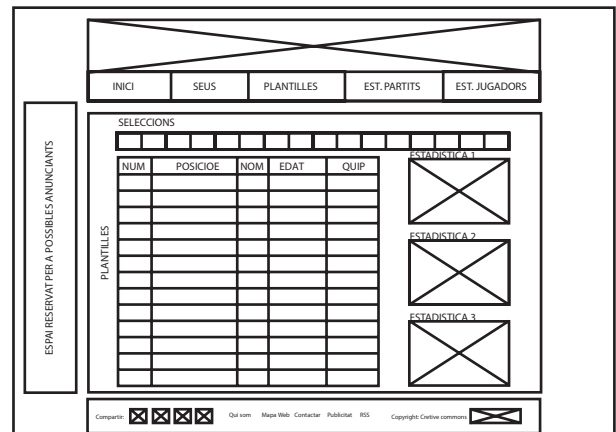 INICI SEUS PLANTILLES EST. PARTITS EST. JUGADORS
ESPAI RESERVAT PER A POSSIBLES ANUNCIANTS
SELECCIONS
PLANTILLES
NUM POSICIOE NOM EDAT QUIP
ESTADISTICA 1
ESTADISTICA 2
ESTADISTICA 3
Compartir: Qui som Mapa Web Contactar Publicitat RSS Copyright: Cretive commons